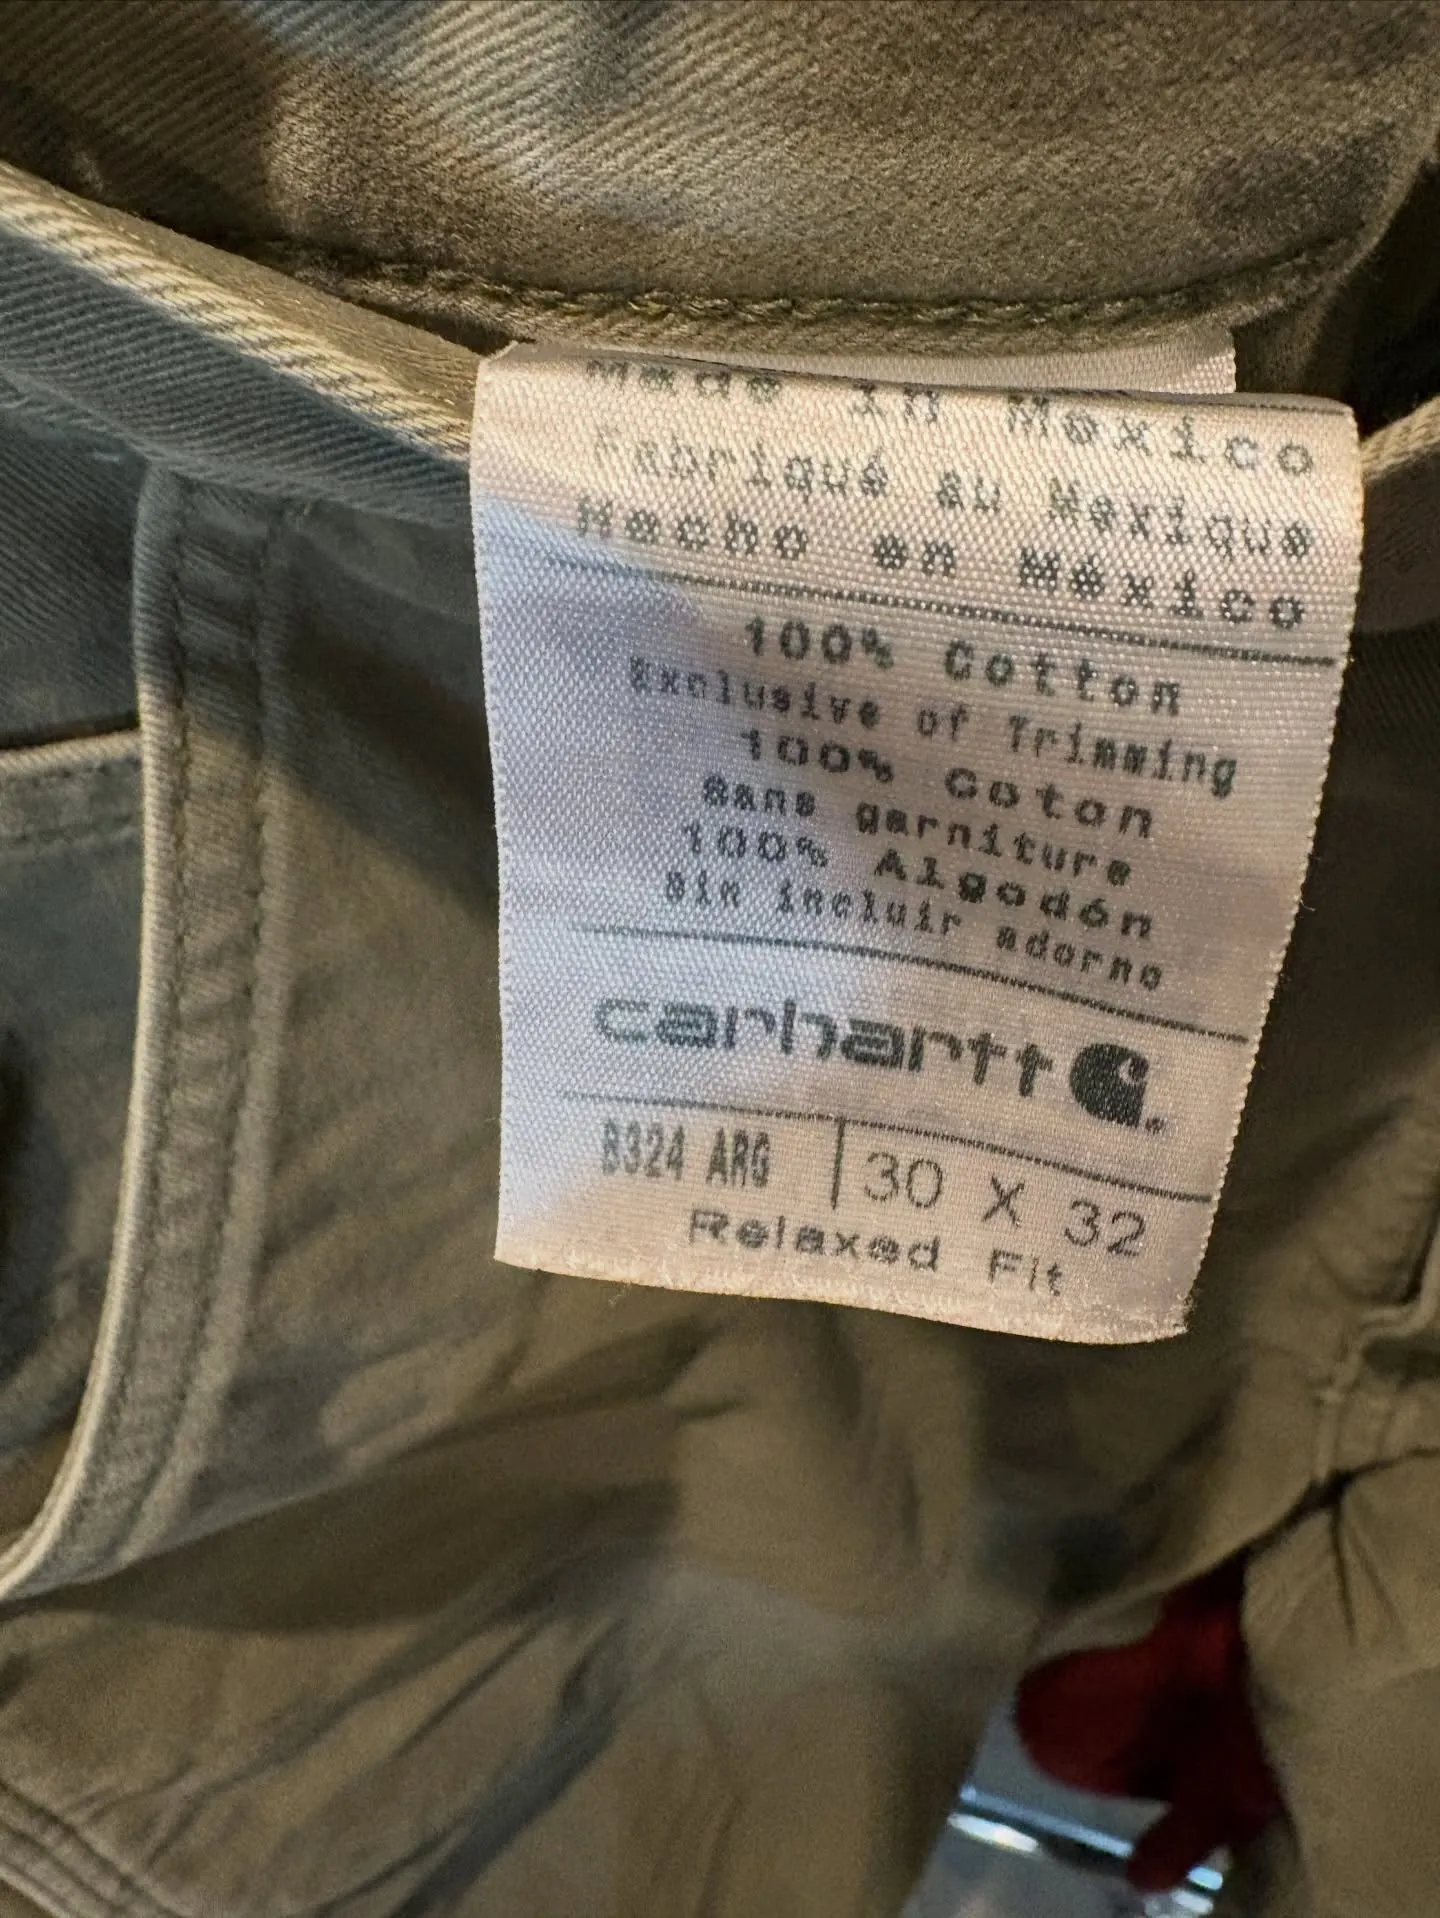 Made in Mexico
Fabriqué au Mexique
Hecho en México
100% Cotton
Exclusive of Trimming
100% Coton
Sans garniture
100% Algodón
Sin incluir adorno
carhartt
B324 ARG | 30 X 32
Relaxed Fit